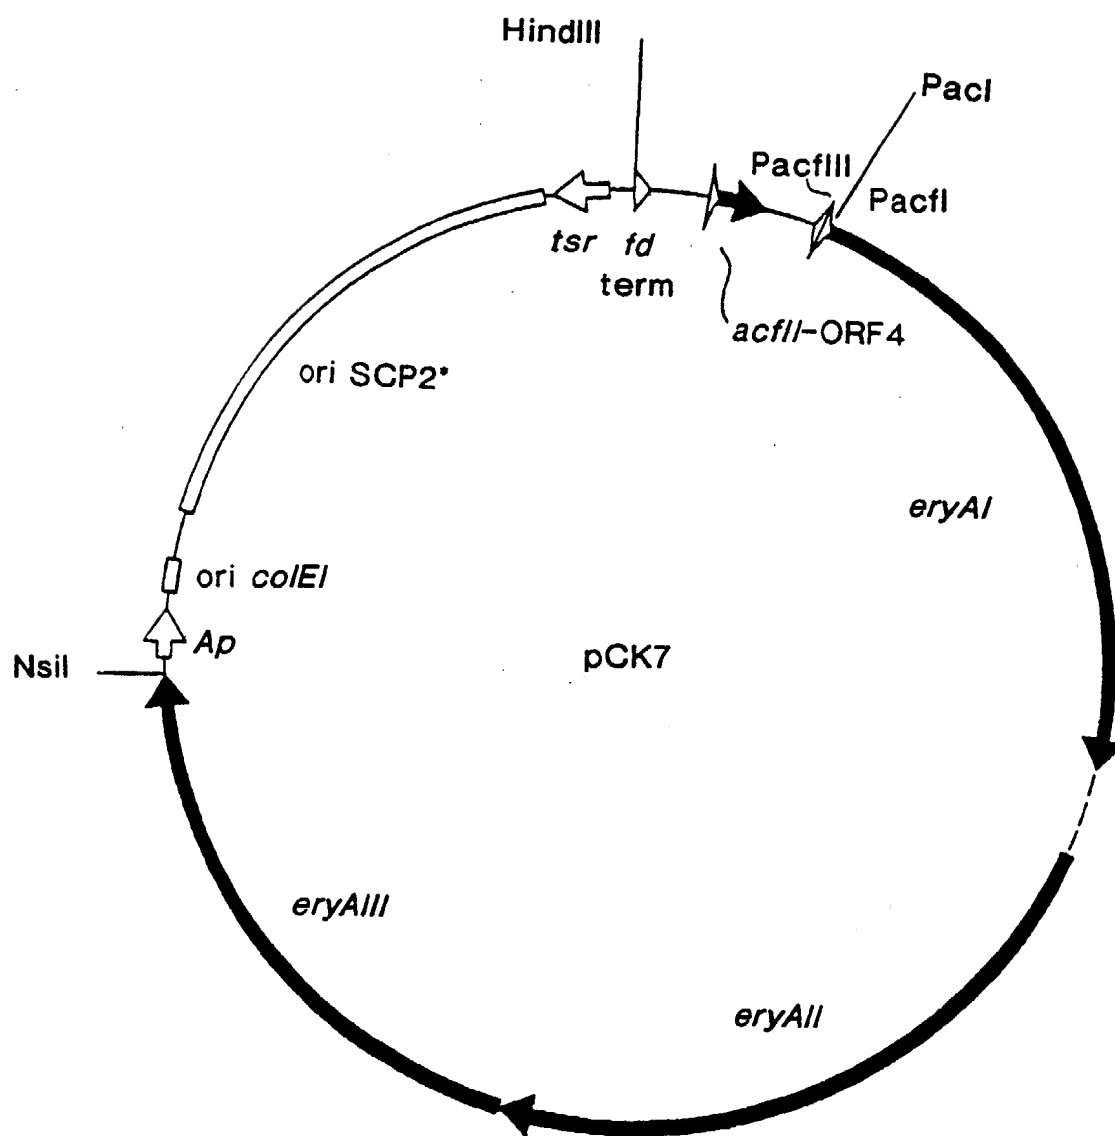 HindIII
PacI
PacfIII
PacfI
tsr
fd
term
acfII-ORF4
ori SCP2*
eryAI
ori colEI
Ap
NsiI
pCK7
eryAIII
eryAII